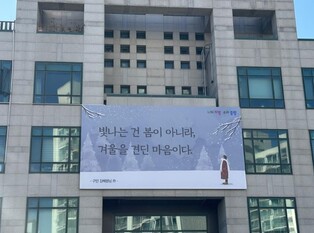 빛나는 건 봄이 아니라,
겨울을 견딘 마음이다.